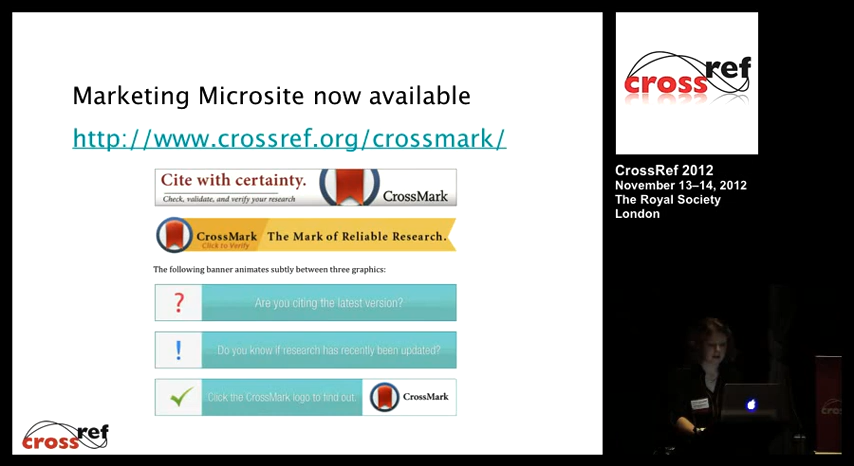 Marketing Microsite now available
http://www.crossref.org/crossmark/
Cite with certainty.
Check, validate, and verify your research
CrossMark
CrossMark
Click to Verify
The Mark of Reliable Research.
The following banner animates subtly between three graphics:
?
Are you citing the latest version?
!
Do you know if research has recently been updated?
Click the CrossMark logo to find out.
CrossMark
crossref
crossref
CrossRef 2012
November 13–14, 2012
The Royal Society
London